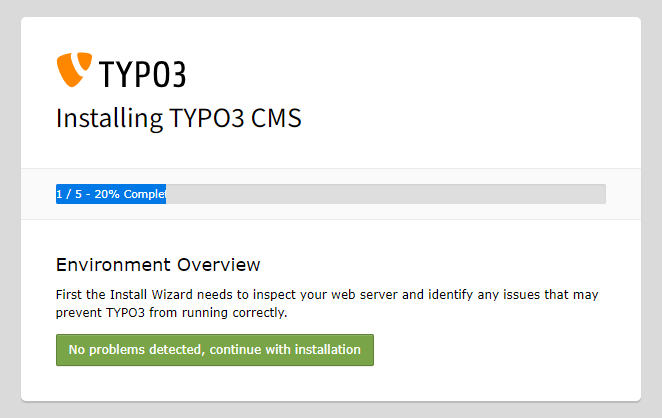 TYPO3
Installing TYPO3 CMS
1 / 5 - 20% Complet
Environment Overview
First the Install Wizard needs to inspect your web server and identify any issues that may
prevent TYPO3 from running correctly.
No problems detected, continue with installation